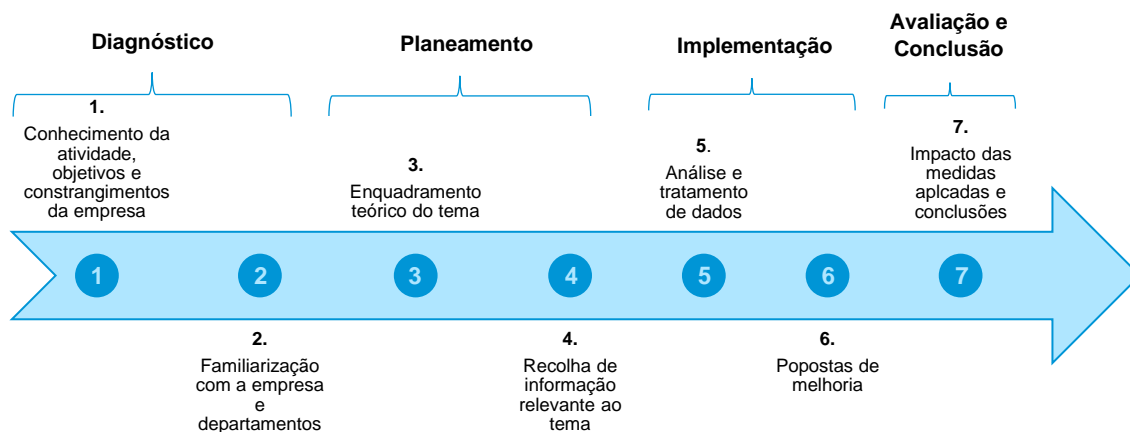 Diagnóstico
Planeamento
Implementação
Avaliação e
Conclusão
1.
Conhecimento da
atividade,
objetivos e
constrangimentos
da empresa
3.
Enquadramento
teórico do tema
5.
Análise e
tratamento
de dados
7.
Impacto das
medidas
aplcadas e
conclusões
1
2
3
4
5
6
7
2.
Familiarização
com a empresa
e
departamentos
4.
Recolha de
informação
relevante ao
tema
6.
Popostas de
melhoria